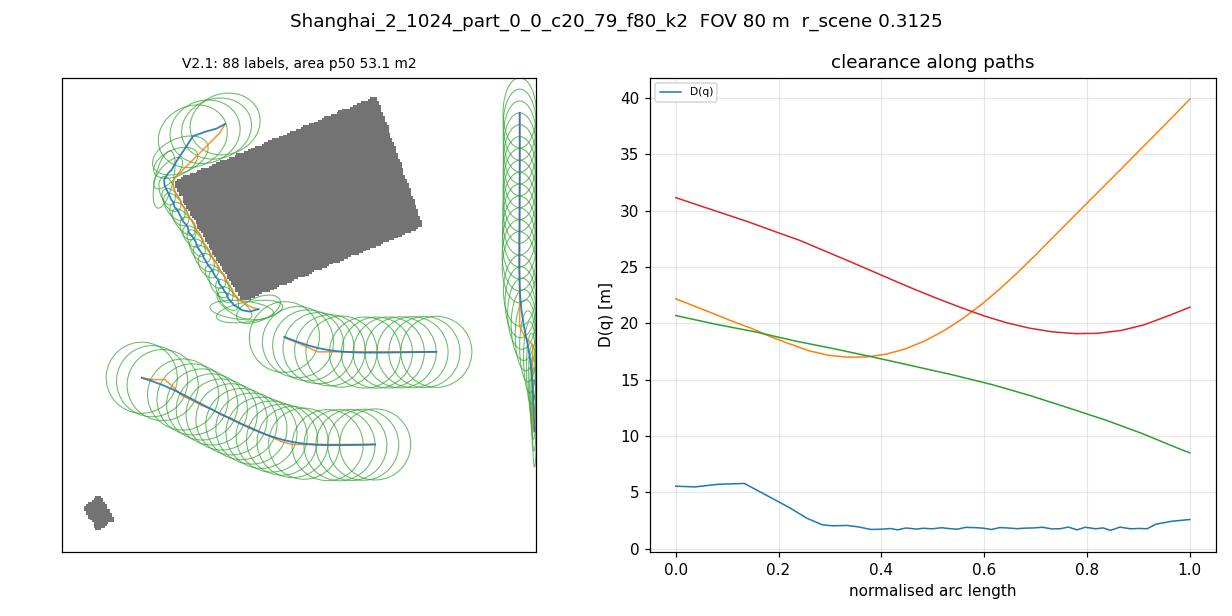 Shanghai_2_1024_part_0_0_c20_79_f80_k2  FOV 80 m  r_scene 0.3125
V2.1: 88 labels, area p50 53.1 m2
clearance along paths
D(q)
40
35
30
25
20
15
10
5
0
D(q) [m]
0.0 0.2 0.4 0.6 0.8 1.0
normalised arc length